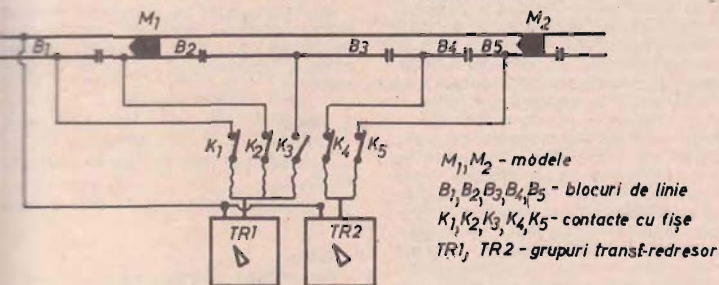 M₁ M₂
B₁ B₂ B₃ B₄ B₅
K₁ K₂ K₃ K₄ K₅
TR1 TR2
M₁, M₂ - modele
B₁, B₂, B₃, B₄, B₅ - blocuri de linie
K₁, K₂, K₃, K₄, K₅ - contacte cu fișe
TR1, TR2 - grupuri transf-redresor